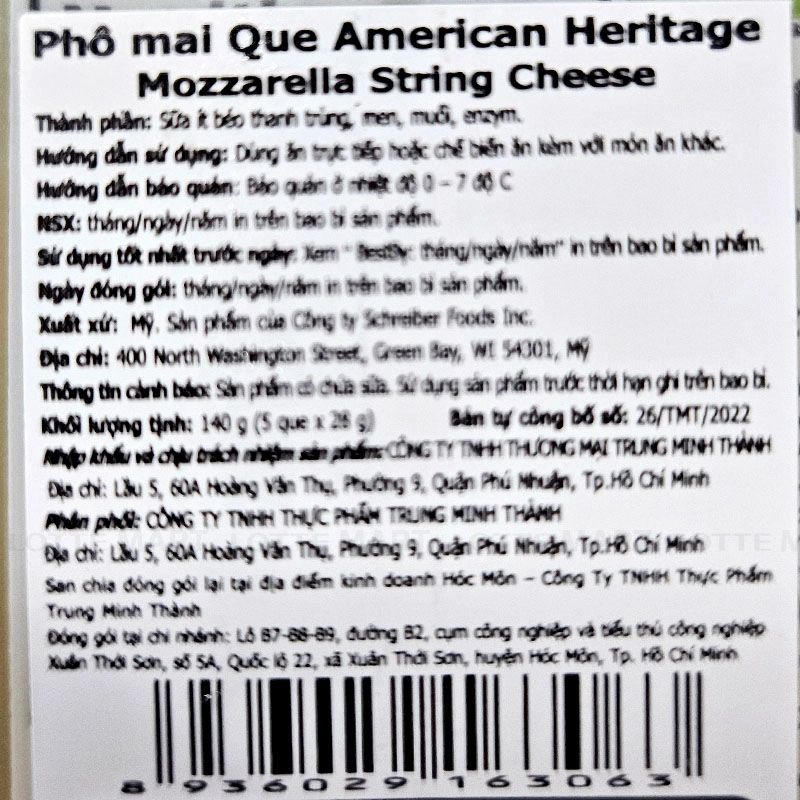 Phô mai Que American Heritage
Mozzarella String Cheese
Thành phần: Sữa ít béo thanh trùng, men, muối, enzym.
Hướng dẫn sử dụng: Dùng ăn trực tiếp hoặc chế biến ăn kèm với món ăn khác.
Hướng dẫn bảo quản: Bảo quản ở nhiệt độ 0 - 7 độ C
NSX: tháng/ngày/năm in trên bao bì sản phẩm.
Sử dụng tốt nhất trước ngày: Xem " BestBy: tháng/ngày/năm" in trên bao bì sản phẩm.
Ngày đóng gói: tháng/ngày/năm in trên bao bì sản phẩm.
Xuất xứ: Mỹ. Sản phẩm của Công ty Schreiber Foods Inc.
Địa chỉ: 400 North Washington Street, Green Bay, WI 54301, Mỹ
Thông tin cảnh báo: Sản phẩm có chứa sữa. Sử dụng sản phẩm trước thời hạn ghi trên bao bì.
Khối lượng tịnh: 140 g (5 que x 28 g) Bản tự công bố số: 26/TMT/2022
Nhập khẩu và chịu trách nhiệm sản phẩm: CÔNG TY TNHH THƯƠNG MẠI TRUNG MINH THÀNH
Địa chỉ: Lầu 5, 60A Hoàng Văn Thụ, Phường 9, Quận Phú Nhuận, Tp.Hồ Chí Minh
Phân phối: CÔNG TY TNHH THỰC PHẨM TRUNG MINH THÀNH
Địa chỉ: Lầu 5, 60A Hoàng Văn Thụ, Phường 9, Quận Phú Nhuận, Tp.Hồ Chí Minh
LOTTE MART LOTTE MART LOTTE MART LOTTE M
San chia đóng gói lại tại địa điểm kinh doanh Hóc Môn - Công Ty TNHH Thực Phẩm
Trung Minh Thành
Đóng gói tại chi nhánh: Lô B7-B8-B9, đường B2, cụm công nghiệp và tiểu thủ công nghiệp
Xuân Thới Sơn, số 5A, Quốc lộ 22, xã Xuân Thới Sơn, huyện Hóc Môn, Tp. Hồ Chí Minh
8 936029 163063